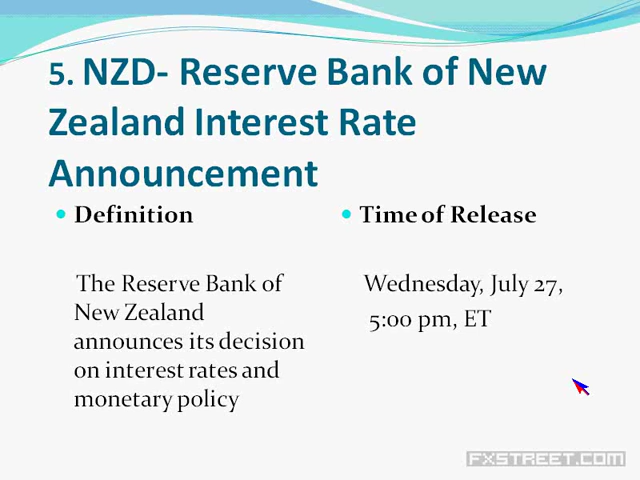 5. NZD- Reserve Bank of New
Zealand Interest Rate
Announcement
Definition
The Reserve Bank of
New Zealand
announces its decision
on interest rates and
monetary policy
Time of Release
Wednesday, July 27,
5:00 pm, ET
FXSTREET.COM